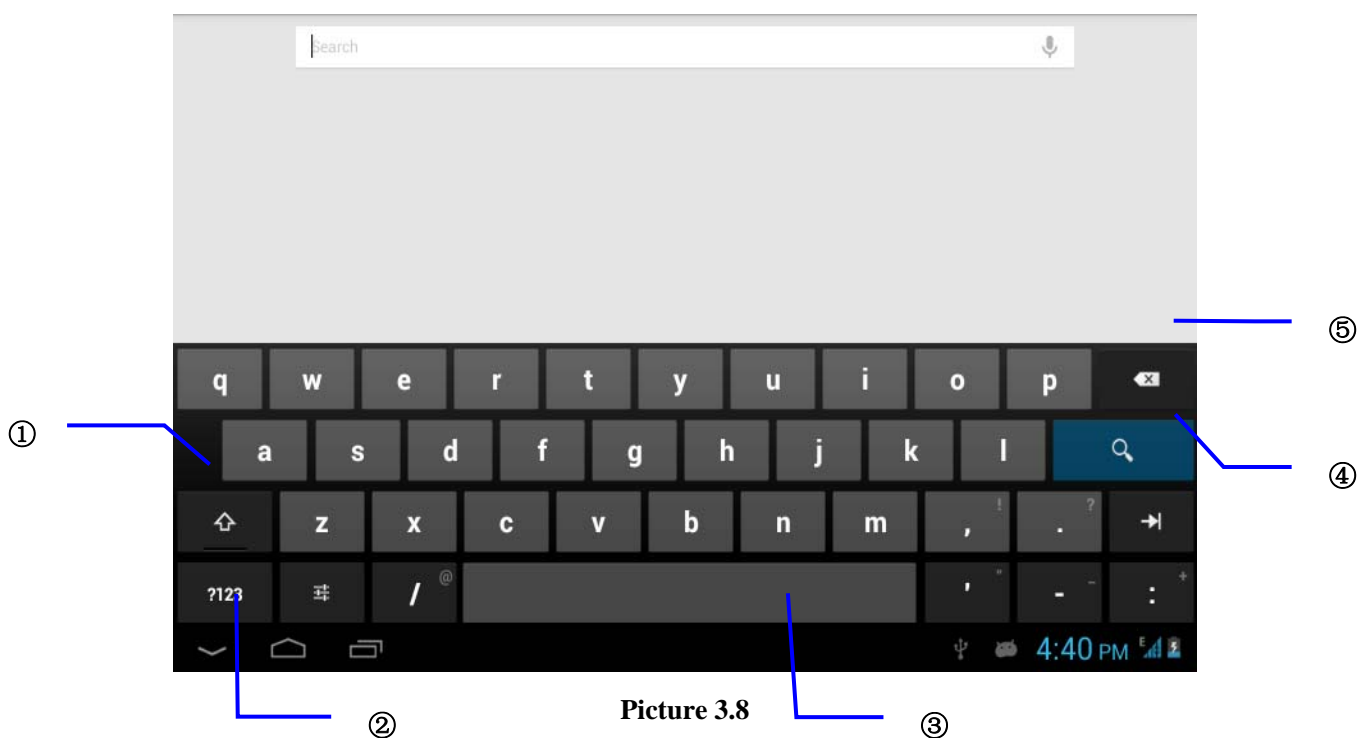 Search
⑤
q w e r t y u i o p
①
a s d f g h j k l
④
z x c v b n m , ! . ?
?123 / @ ' " - _ : +
4:40 PM E
Picture 3.8
② ③